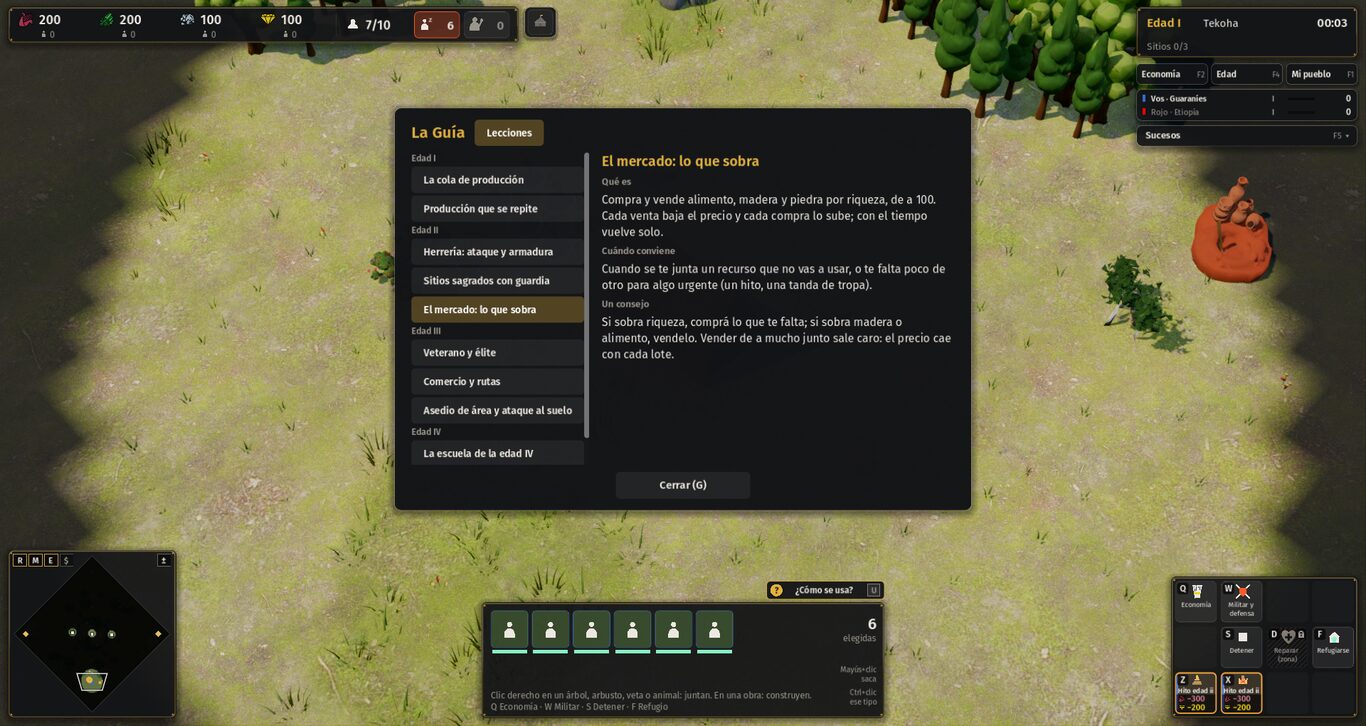 200 200 100 100 7/10 6 0
0 0 0 0
Edad I Tekoha 00:03
Sitios 0/3
Economía F2 Edad F4 Mi pueblo F1
Vos · Guaraníes I 0
Rojo · Etiopía I 0
Sucesos F5
La Guía Lecciones
Edad I
La cola de producción
Producción que se repite
Edad II
Herrería: ataque y armadura
Sitios sagrados con guardia
El mercado: lo que sobra
Edad III
Veterano y élite
Comercio y rutas
Asedio de área y ataque al suelo
Edad IV
La escuela de la edad IV
El mercado: lo que sobra
Qué es
Compra y vende alimento, madera y piedra por riqueza, de a 100.
Cada venta baja el precio y cada compra lo sube; con el tiempo
vuelve solo.
Cuándo conviene
Cuando se te junta un recurso que no vas a usar, o te falta poco de
otro para algo urgente (un hito, una tanda de tropa).
Un consejo
Si sobra riqueza, comprá lo que te falta; si sobra madera o
alimento, vendelo. Vender de a mucho junto sale caro: el precio cae
con cada lote.
Cerrar (G)
R M E $ ±
? ¿Cómo se usa? U
6
elegidas
Mayús+clic
saca
Ctrl+clic
ese tipo
Clic derecho en un árbol, arbusto, veta o animal: juntan. En una obra: construyen.
Q Economía · W Militar · S Detener · F Refugio
Q W
Economía Militar y
defensa
S D F
Detener Reparar
(zona) Refugiarse
Z X
Hito edad ii Hito edad ii
-300 -300
-200 -200